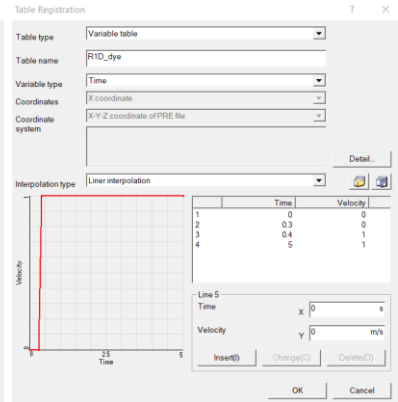 Table Registration ? ×
Table type Variable table
Table name R1D_dye
Variable type Time
Coordinates X coordinate
Coordinate system X-Y-Z coordinate of PRE file
Detail...
Interpolation type Liner interpolation
Time Velocity
1 0 0
2 0.3 0
3 0.4 1
4 5 1
1
Velocity
0
0 2.5 5
Time
Line 5
Time X 0 s
Velocity Y 0 m/s
Insert(I) Change(C) Delete(D)
OK Cancel